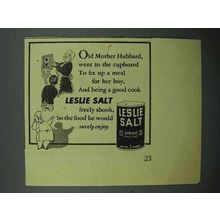 Old Mother Hubbard,
went to the cupboard
To fix up a meal
for her boy,
And being a good cook
LESLIE SALT
freely shook,
So the food he would
surely enjoy.
LESLIE
SALT
23